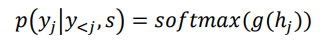 p(y_j|y_{<j}, s) = softmax(g(h_j))